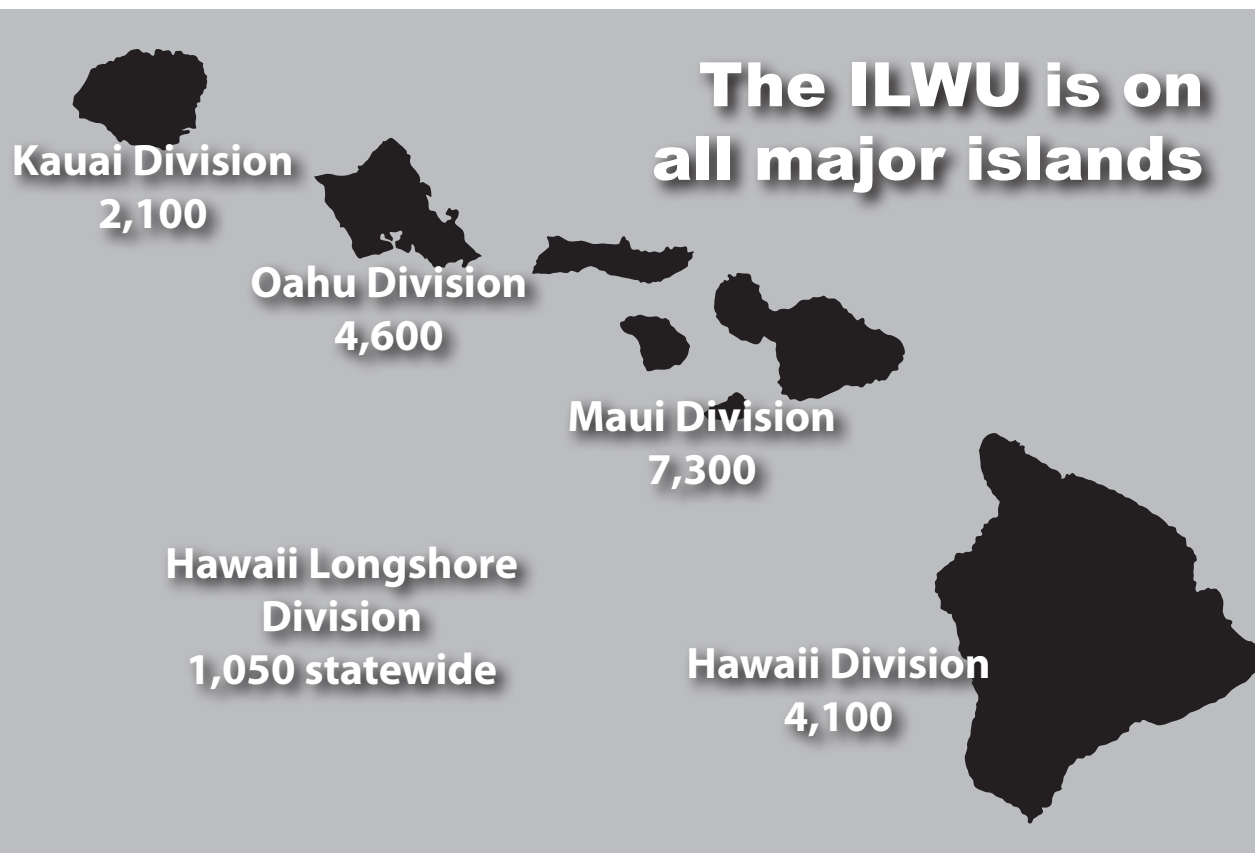 The ILWU is on
all major islands
Kauai Division
2,100
Oahu Division
4,600
Maui Division
7,300
Hawaii Longshore
Division
1,050 statewide
Hawaii Division
4,100